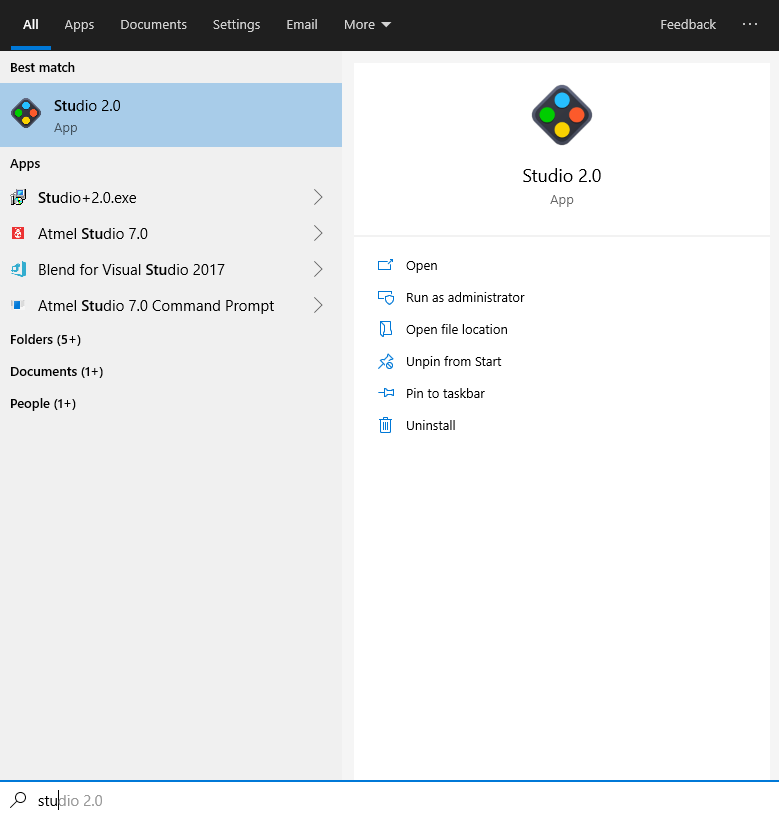 All Apps Documents Settings Email More Feedback ...
Best match
Studio 2.0
App
Apps
Studio+2.0.exe
Atmel Studio 7.0
Blend for Visual Studio 2017
Atmel Studio 7.0 Command Prompt
Folders (5+)
Documents (1+)
People (1+)
Studio 2.0
App
Open
Run as administrator
Open file location
Unpin from Start
Pin to taskbar
Uninstall
studio 2.0